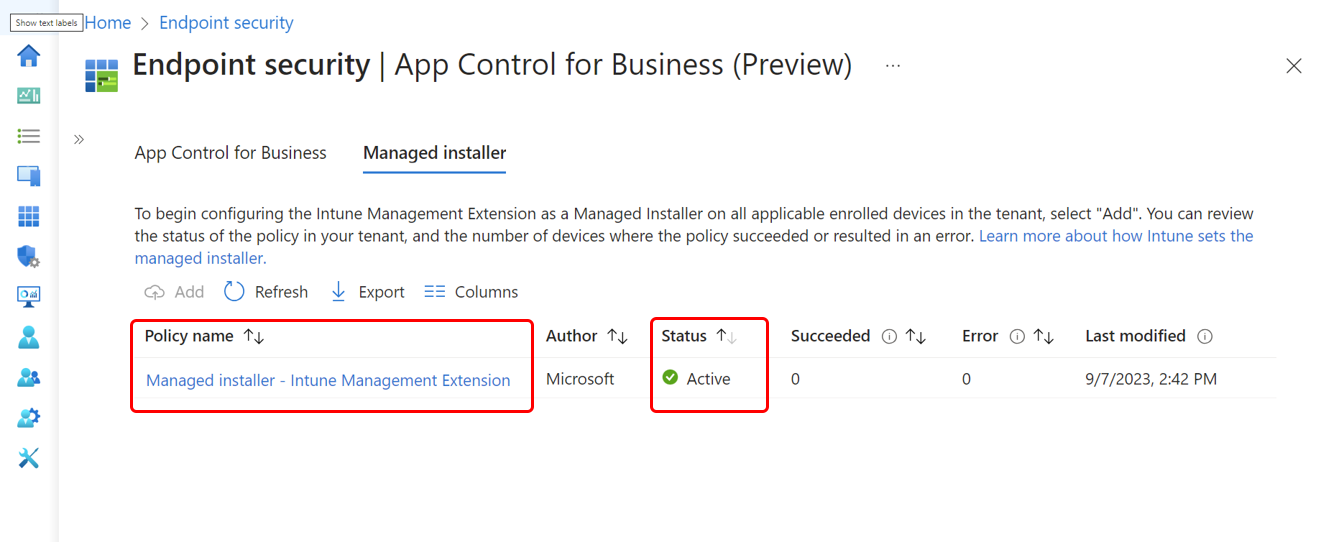 Show text labels
Home > Endpoint security
Endpoint security | App Control for Business (Preview) ...
App Control for Business Managed installer
To begin configuring the Intune Management Extension as a Managed Installer on all applicable enrolled devices in the tenant, select "Add". You can review
the status of the policy in your tenant, and the number of devices where the policy succeeded or resulted in an error. Learn more about how Intune sets the
managed installer.
Add Refresh Export Columns
Policy name Author Status Succeeded Error Last modified
Managed installer - Intune Management Extension Microsoft Active 0 0 9/7/2023, 2:42 PM